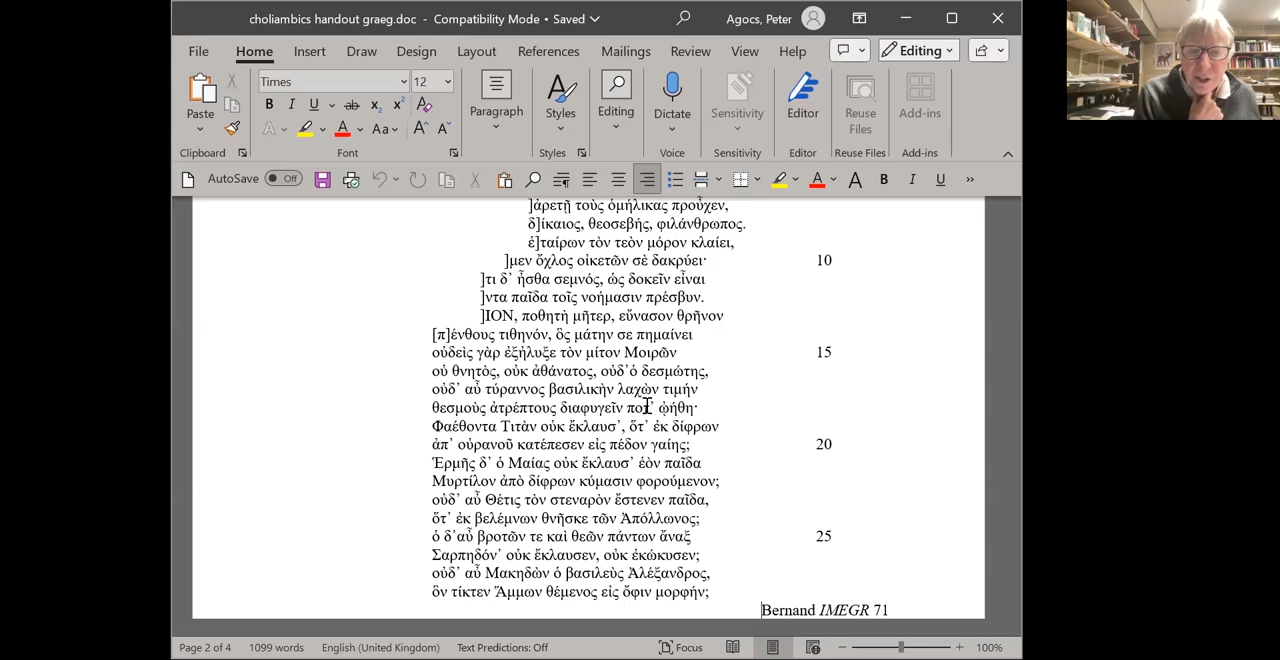 choliambics handout graeg.doc - Compatibility Mode • Saved
Agocs, Peter
File Home Insert Draw Design Layout References Mailings Review View Help Editing
Times 12
Paste Paragraph Styles Editing Dictate Sensitivity Editor Reuse Files Add-ins
Clipboard Font Styles Voice Sensitivity Editor Reuse Files Add-ins
AutoSave Off
]ἀρετῇ τοὺς ὁμήλικας προὖχεν,
δ]ίκαιος, θεοσεβής, φιλάνθρωπος.
ἑ]ταίρων τὸν τεὸν μόρον κλαίει,
]μεν ὄχλος οἰκετῶν σὲ δακρύει· 10
]τι δ’ ἦσθα σεμνός, ὡς δοκεῖν εἶναι
]ντα παῖδα τοῖς νοήμασιν πρέσβυν.
]ΙΟΝ, ποθητὴ μῆτερ, εὔνασον θρῆνον
[π]ένθους τιθηνόν, ὃς μάτην σε πημαίνει
οὐδεὶς γὰρ ἐξήλυξε τὸν μίτον Μοιρῶν 15
οὐ θνητὸς, οὐκ ἀθάνατος, οὐδ’ὁ δεσμώτης,
οὐδ’ αὖ τύραννος βασιλικὴν λαχὼν τιμήν
θεσμοὺς ἀτρέπτους διαφυγεῖν ποτ’ ᾠήθη·
Φαέθοντα Τιτὰν οὐκ ἔκλαυσ’, ὅτ’ ἐκ δίφρων
ἀπ’ οὐρανοῦ κατέπεσεν εἰς πέδον γαίης; 20
Ἑρμῆς δ’ ὁ Μαίας οὐκ ἔκλαυσ’ ἑὸν παῖδα
Μυρτίλον ἀπὸ δίφρων κύμασιν φορούμενον;
οὐδ’ αὖ Θέτις τὸν στεναρὸν ἔστενεν παῖδα,
ὅτ’ ἐκ βελέμνων θνῆσκε τῶν Ἀπόλλωνος;
ὁ δ’αὖ βροτῶν τε καὶ θεῶν πάντων ἄναξ 25
Σαρπηδόν’ οὐκ ἔκλαυσεν, οὐκ ἐκώκυσεν;
οὐδ’ αὖ Μακηδὼν ὁ βασιλεὺς Ἀλέξανδρος,
ὃν τίκτεν Ἄμμων θέμενος εἰς ὄφιν μορφήν;
Bernand IMEGR 71
Page 2 of 4 1099 words English (United Kingdom) Text Predictions: Off Focus 100%